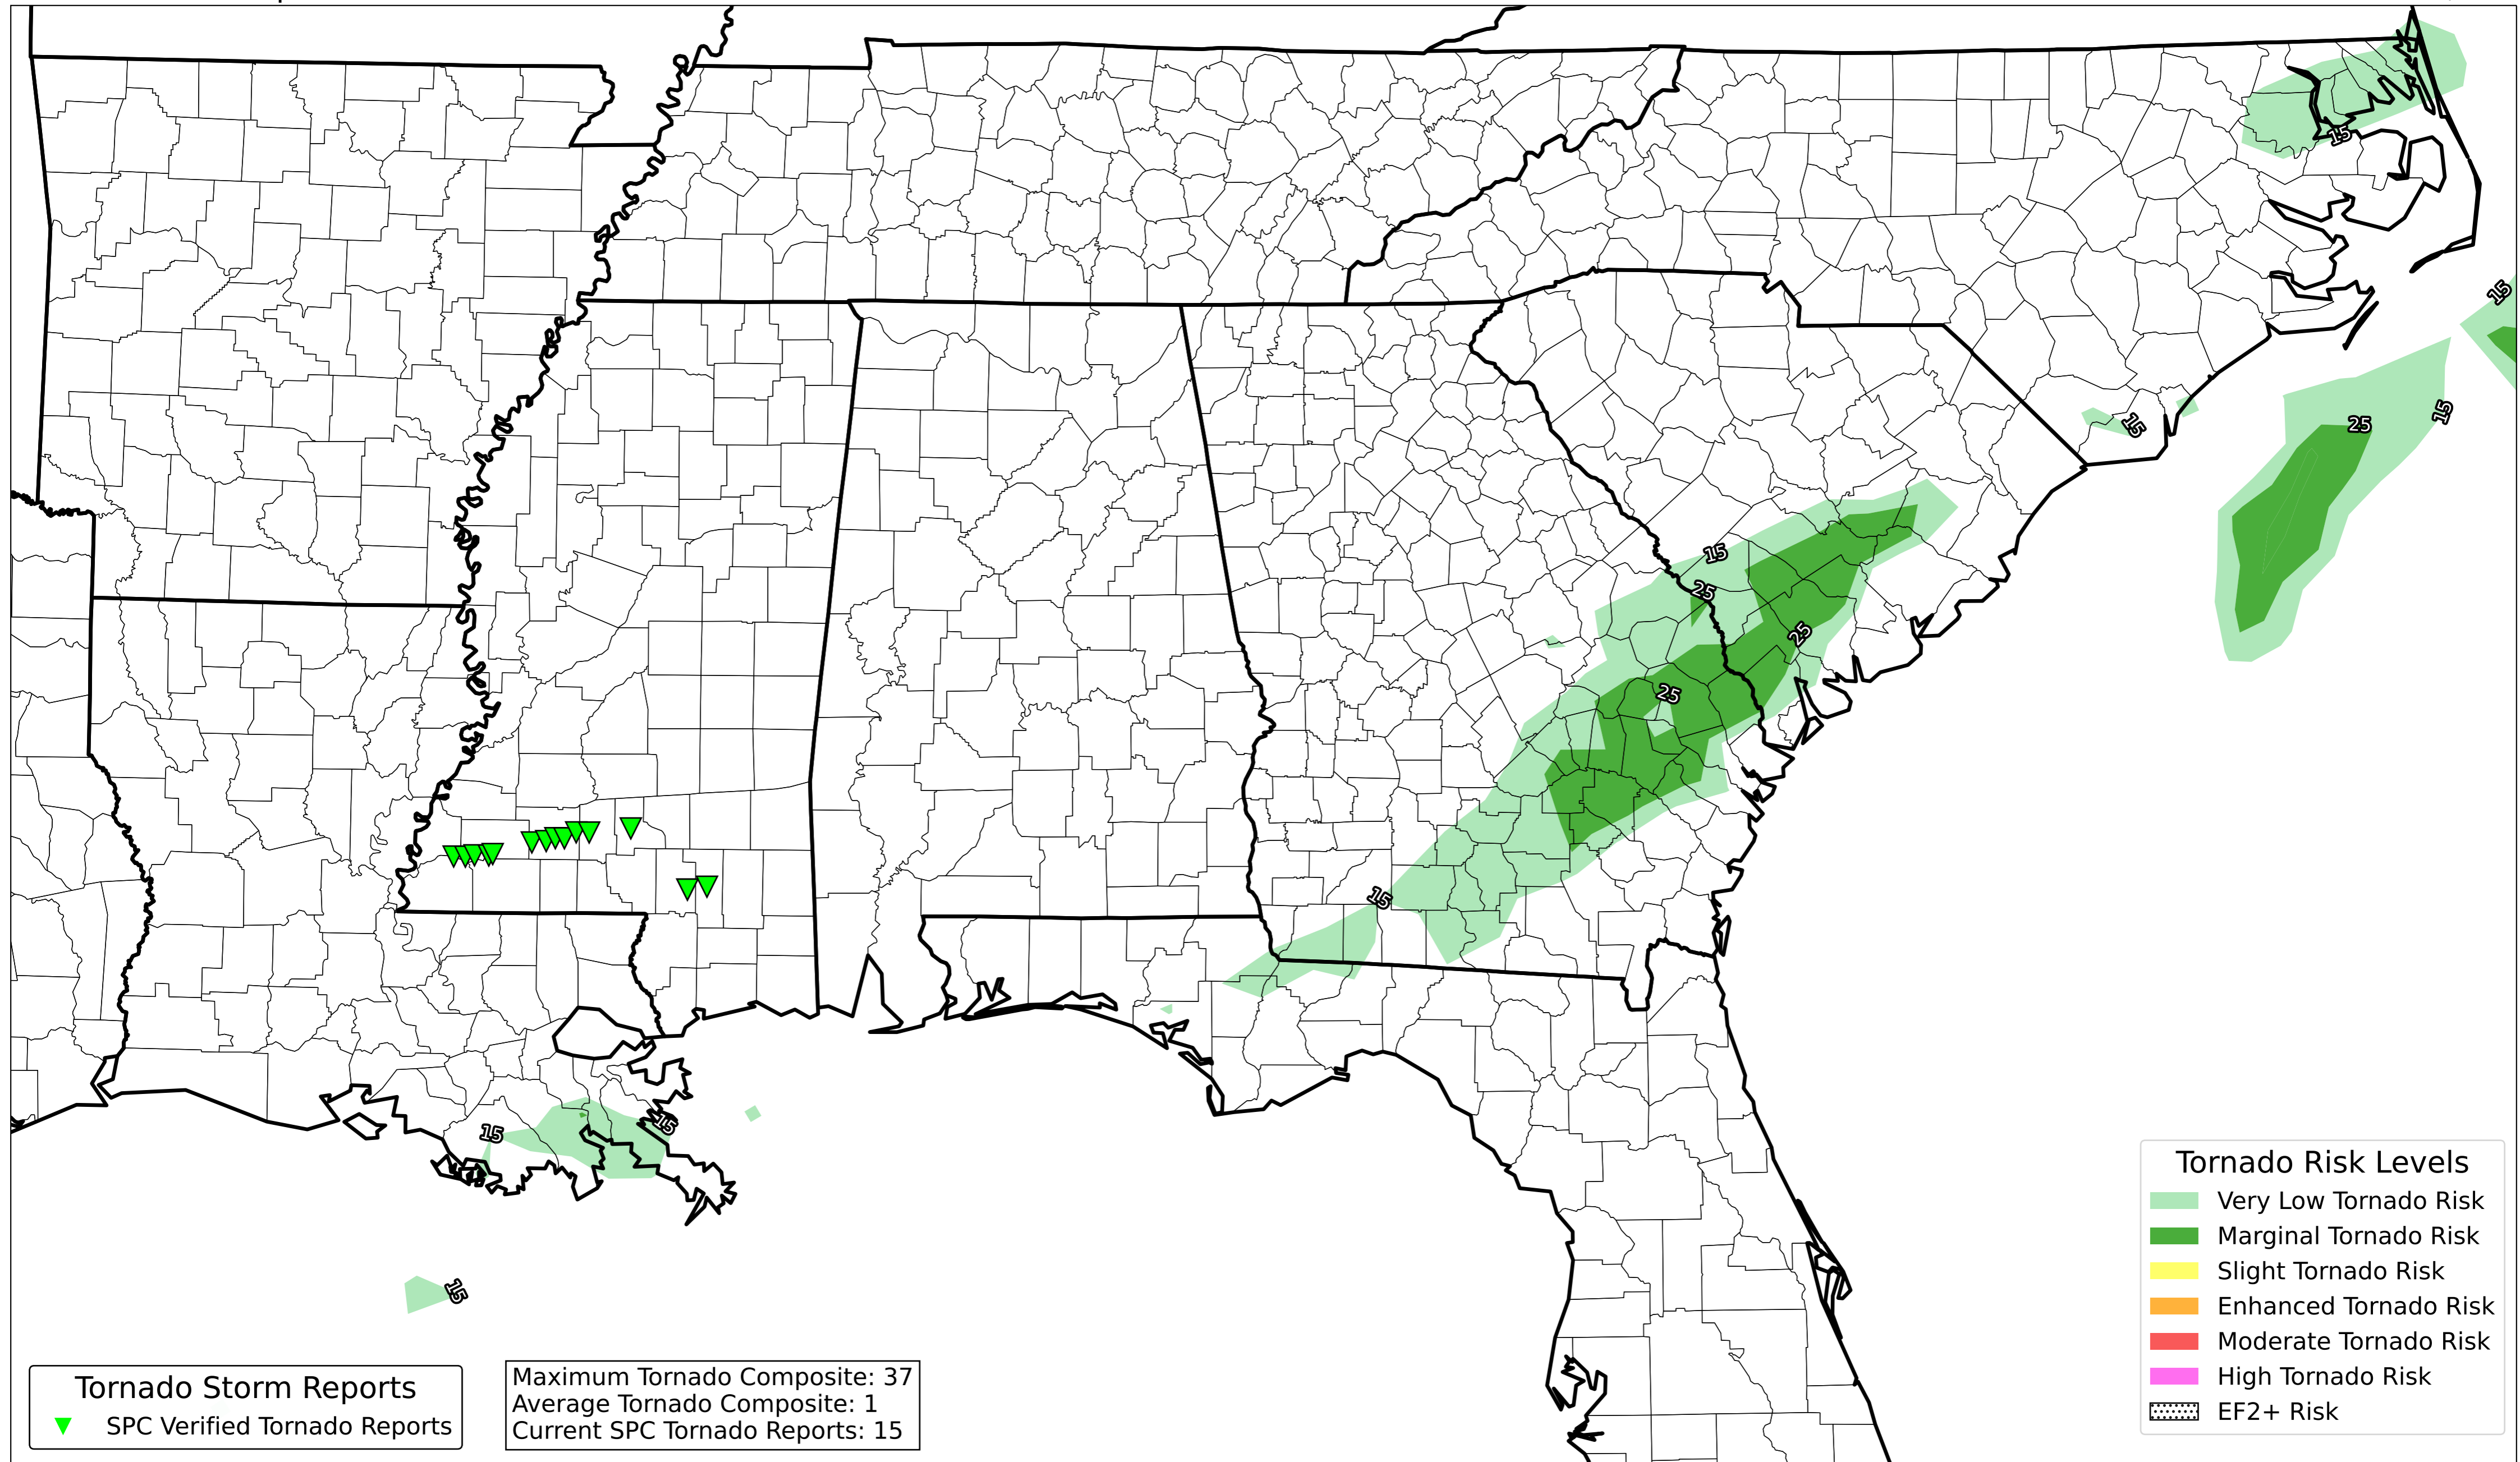 15
15
15
25
15
15
25
25
25
15
15
15
15
Tornado Risk Levels
Very Low Tornado Risk
Marginal Tornado Risk
Slight Tornado Risk
Enhanced Tornado Risk
Moderate Tornado Risk
High Tornado Risk
EF2+ Risk
Tornado Storm Reports
SPC Verified Tornado Reports
Maximum Tornado Composite: 37
Average Tornado Composite: 1
Current SPC Tornado Reports: 15